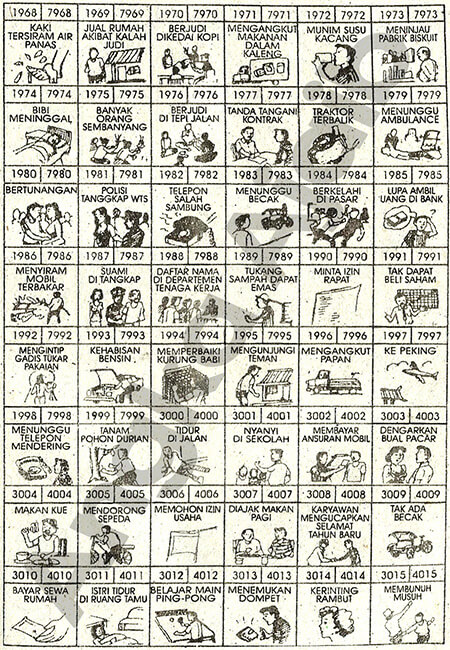 1968 7968
KAKI
TERSIRAM AIR
PANAS
1969 7969
JUAL RUMAH
AKIBAT KALAH
JUDI
1970 7970
BERJUDI
DIKEDAI KOPI
1971 7971
MENGANGKUT
MAKANAN
DALAM
KALENG
1972 7972
MUNIM SUSU
KACANG
1973 7973
MENINJAU
PABRIK BISKUIT
1974 7974
BIBI
MENINGGAL
1975 7975
BANYAK
ORANG
SEMBANYANG
1976 7976
BERJUDI
DI TEPI JALAN
1977 7977
TANDA TANGANI
KONTRAK
1978 7978
TRAKTOR
TERBALIK
1979 7979
MENUNGGU
AMBULANCE
1980 7980
BERTUNANGAN
1981 7981
POLISI
TANGGKAP WTS
1982 7982
TELEPON
SALAH
SAMBUNG
1983 7983
MENUNGGU
BECAK
1984 7984
BERKELAHI
DI PASAR
1985 7985
LUPA AMBIL
UANG DI BANK
1986 7986
MENYIRAM
MOBIL
TERBAKAR
1987 7987
SUAMI
DI TANGKAP
1988 7988
DAFTAR NAMA
DI DEPARTEMEN
TENAGA KERJA
1989 7989
TUKANG
SAMPAH DAPAT
EMAS
1990 7990
MINTA IZIN
RAPAT
1991 7991
TAK DAPAT
BELI SAHAM
1992 7992
MENGINTIP
GADIS TUKAR
PAKAIAN
1993 7993
KEHABISAN
BENSIN
1994 7994
MEMPERBAIKI
KURUNG BABI
1995 7995
MENGUNJUNGI
TEMAN
1996 7996
MENGANGKUT
PAPAN
1997 7997
KE PEKING
1998 7998
MENUNGGU
TELEPON
MENDERING
1999 7999
TANAM
POHON DURIAN
3000 4000
TIDUR
DI JALAN
3001 4001
NYANYI
DI SEKOLAH
3002 4002
MEMBAYAR
ANSURAN MOBIL
3003 4003
DENGARKAN
BUAL PACAR
3004 4004
MAKAN KUE
3005 4005
MENDORONG
SEPEDA
3006 4006
MEMOHON IZIN
USAHA
3007 4007
DIAJAK MAKAN
PAGI
3008 4008
KARYAWAN
MENGUCAPKAN
SELAMAT
TAHUN BARU
3009 4009
TAK ADA
BECAK
3010 4010
BAYAR SEWA
RUMAH
3011 4011
ISTRI TIDUR
DI RUANG TAMU
3012 4012
BELAJAR MAIN
PING-PONG
3013 4013
MENEMUKAN
DOMPET
3014 4014
KERINTING
RAMBUT
3015 4015
MEMBUNUH
MUSUH